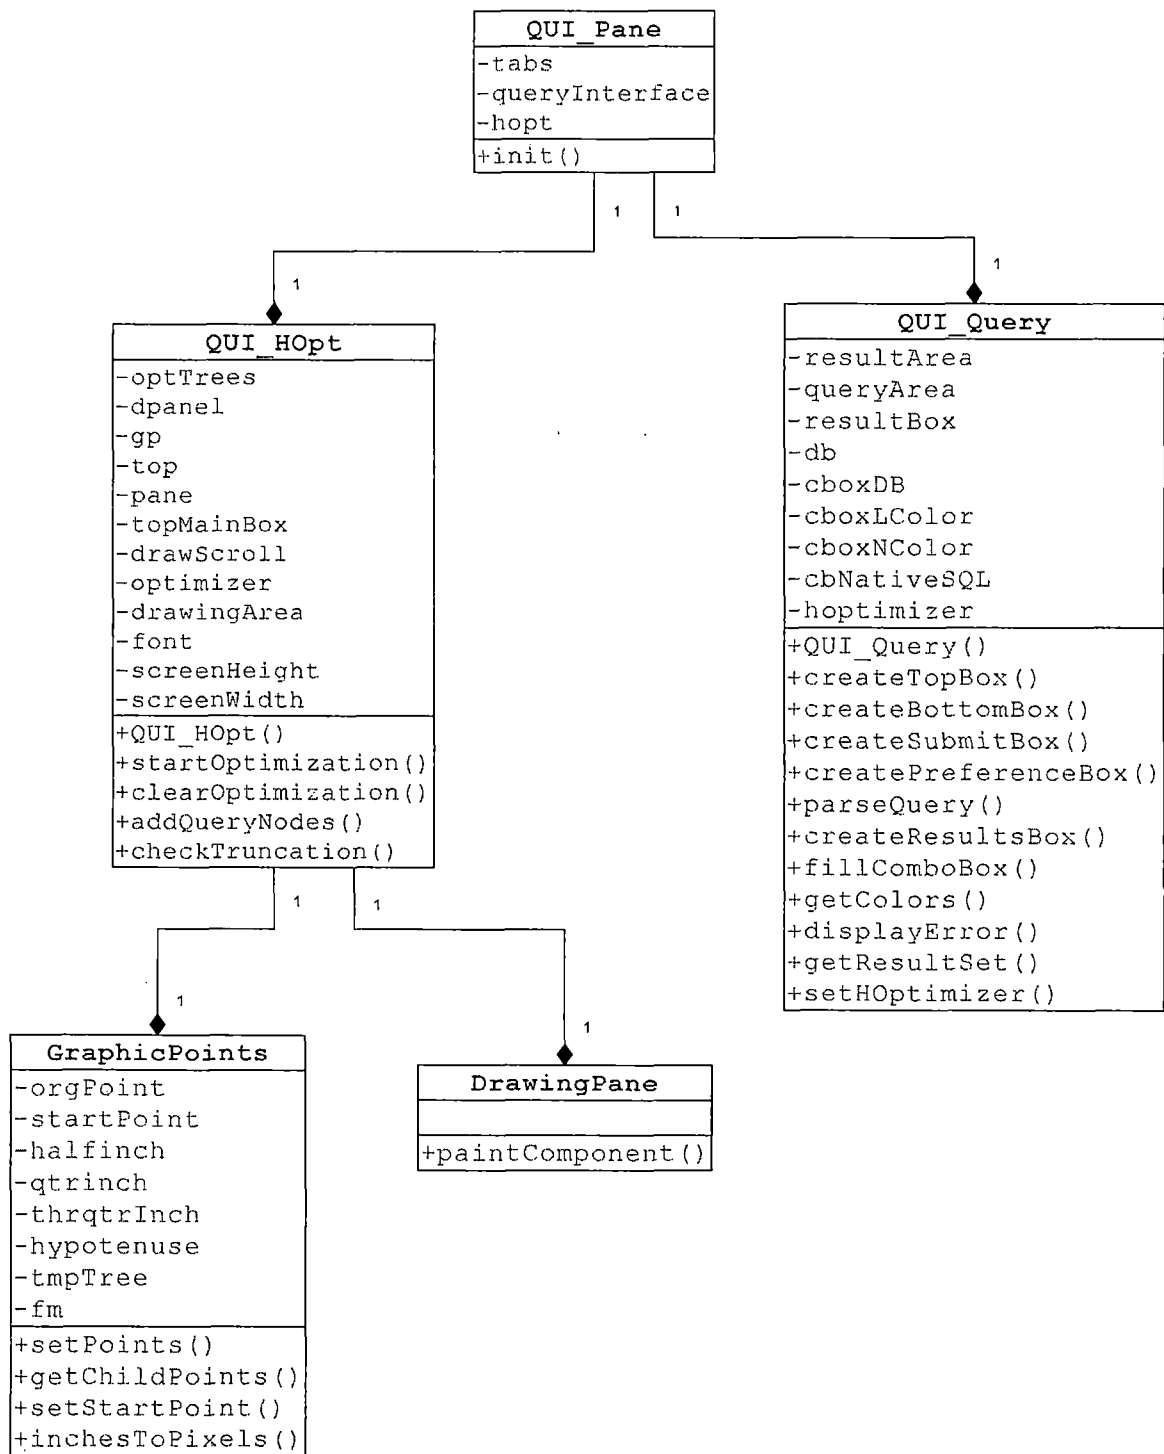 QUI_Pane
-tabs
-queryInterface
-hopt
+init()
1
1
1
1
QUI_HOpt
-optTrees
-dpanel
-gp
-top
-pane
-topMainBox
-drawScroll
-optimizer
-drawingArea
-font
-screenHeight
-screenWidth
+QUI_HOpt()
+startOptimization()
+clearOptimization()
+addQueryNodes()
+checkTruncation()
QUI_Query
-resultArea
-queryArea
-resultBox
-db
-cboxDB
-cboxLColor
-cboxNColor
-cbNativeSQL
-hoptimizer
+QUI_Query()
+createTopBox()
+createBottomBox()
+createSubmitBox()
+createPreferenceBox()
+parseQuery()
+createResultsBox()
+fillComboBox()
+getColors()
+displayError()
+getResultSet()
+setHOptimizer()
1
1
1
1
GraphicPoints
-orgPoint
-startPoint
-halfinch
-qtrinch
-thrqtrInch
-hypotenuse
-tmpTree
-fm
+setPoints()
+getChildPoints()
+setStartPoint()
+inchesToPixels()
DrawingPane
+paintComponent()